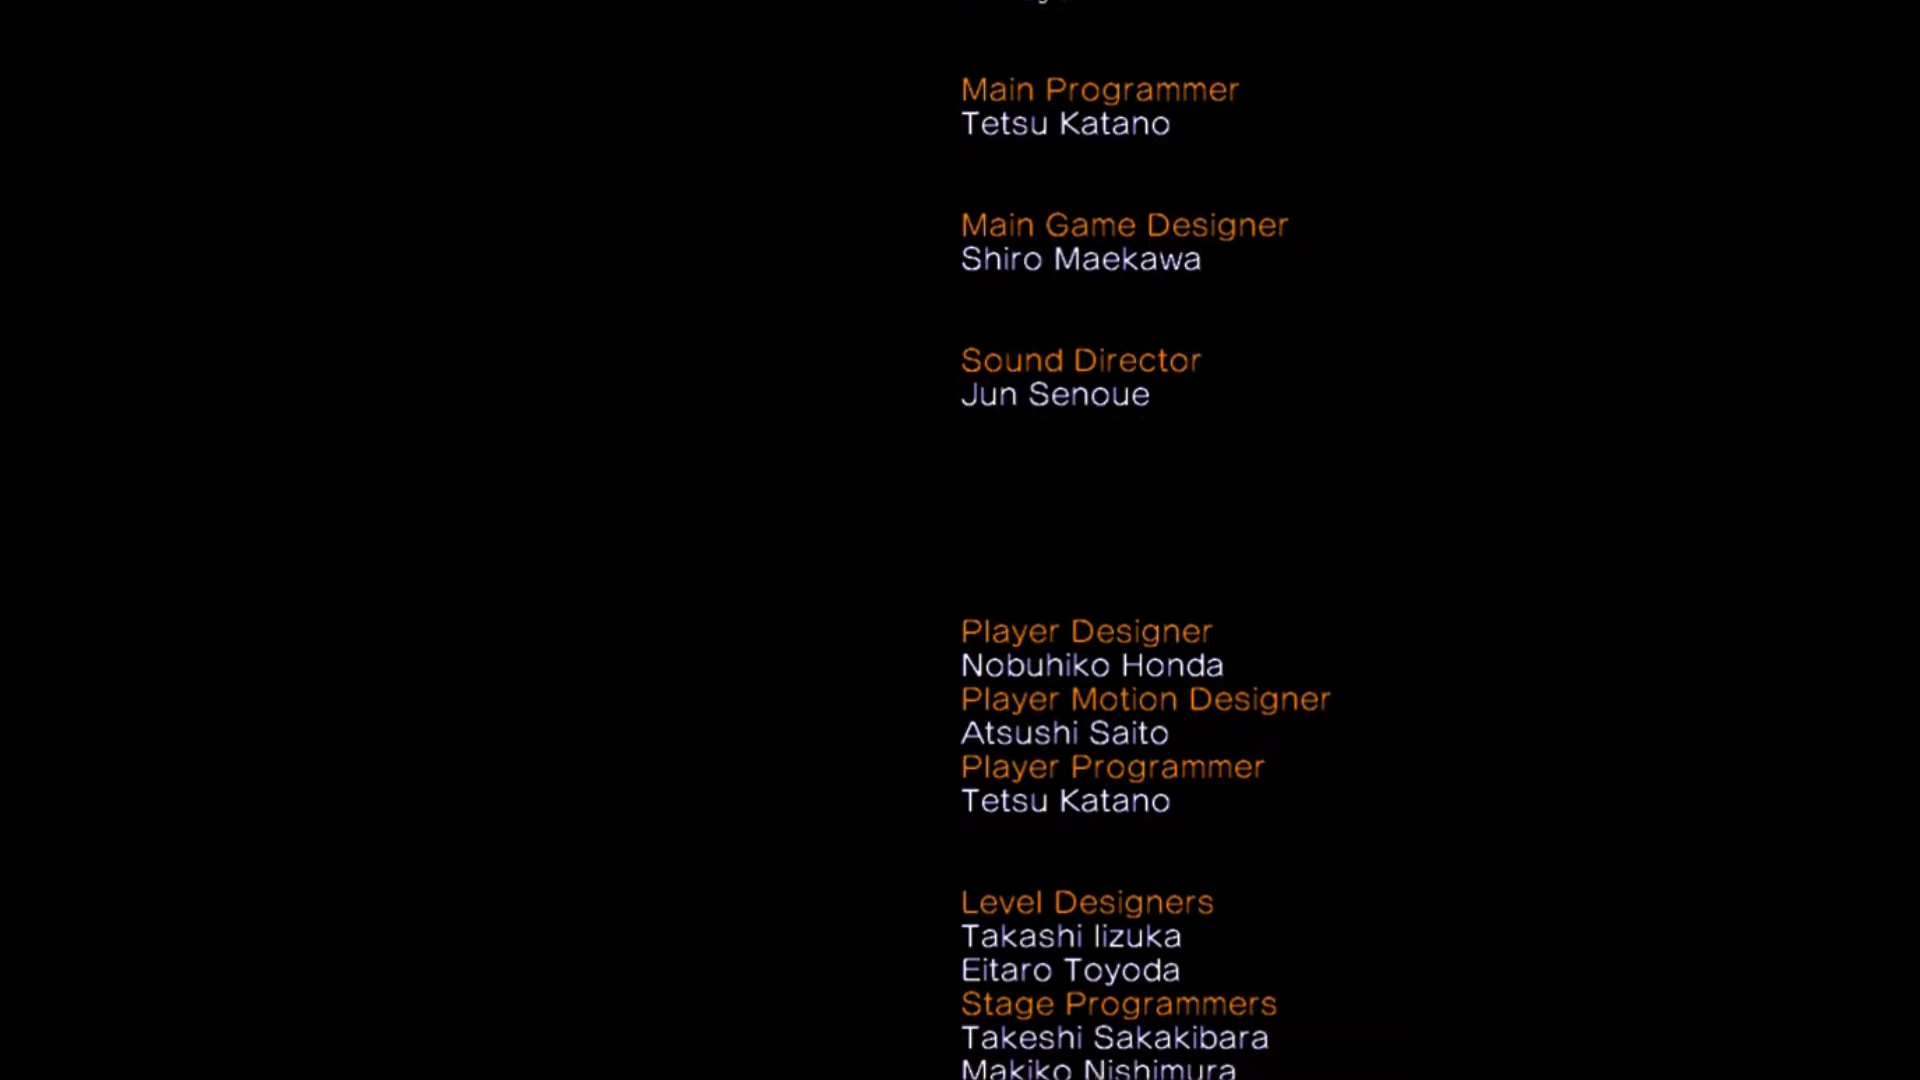 Main Programmer
Tetsu Katano
Main Game Designer
Shiro Maekawa
Sound Director
Jun Senoue
Player Designer
Nobuhiko Honda
Player Motion Designer
Atsushi Saito
Player Programmer
Tetsu Katano
Level Designers
Takashi Iizuka
Eitaro Toyoda
Stage Programmers
Takeshi Sakakibara
Makiko Nishimura